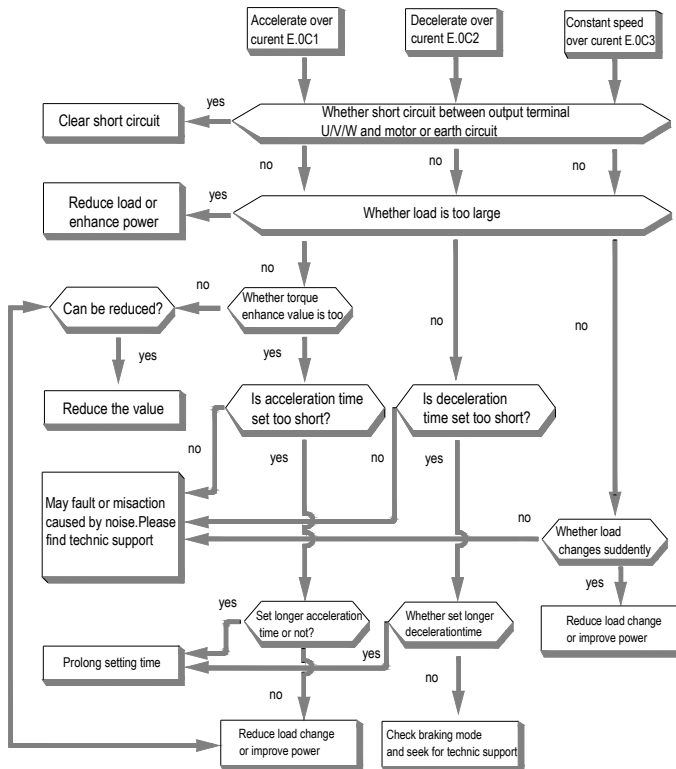 Accelerate over
curent E.0C1
Decelerate over
curent E.0C2
Constant speed
over curent E.0C3
Clear short circuit
yes
Whether short circuit between output terminal
U/V/W and motor or earth circuit
no
no
no
Reduce load or
enhance power
yes
Whether load is too large
no
no
no
Can be reduced?
no
Whether torque
enhance value is too
yes
yes
Reduce the value
Is acceleration time
set too short?
Is deceleration
time set too short?
no
yes
no
yes
May fault or misaction
caused by noise.Please
find technic support
no
Whether load
changes suddently
yes
yes
Set longer acceleration
time or not?
Whether set longer
decelerationtime
Reduce load change
or improve power
Prolong setting time
yes
no
no
Reduce load change
or improve power
Check braking mode
and seek for technic support